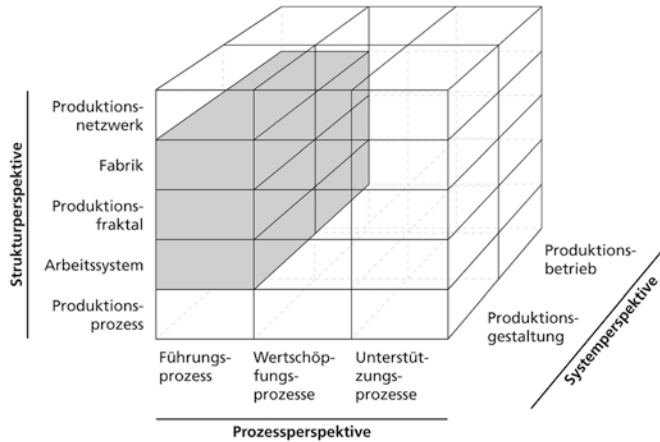 Strukturperspektive
Produktions-
netzwerk
Fabrik
Produktions-
fraktal
Arbeitssystem
Produktions-
prozess
Führungs-
prozess
Wertschöp-
fungs-
prozesse
Unterstüt-
zungs-
prozesse
Prozessperspektive
Produktions-
gestaltung
Produktions-
betrieb
Systemperspektive